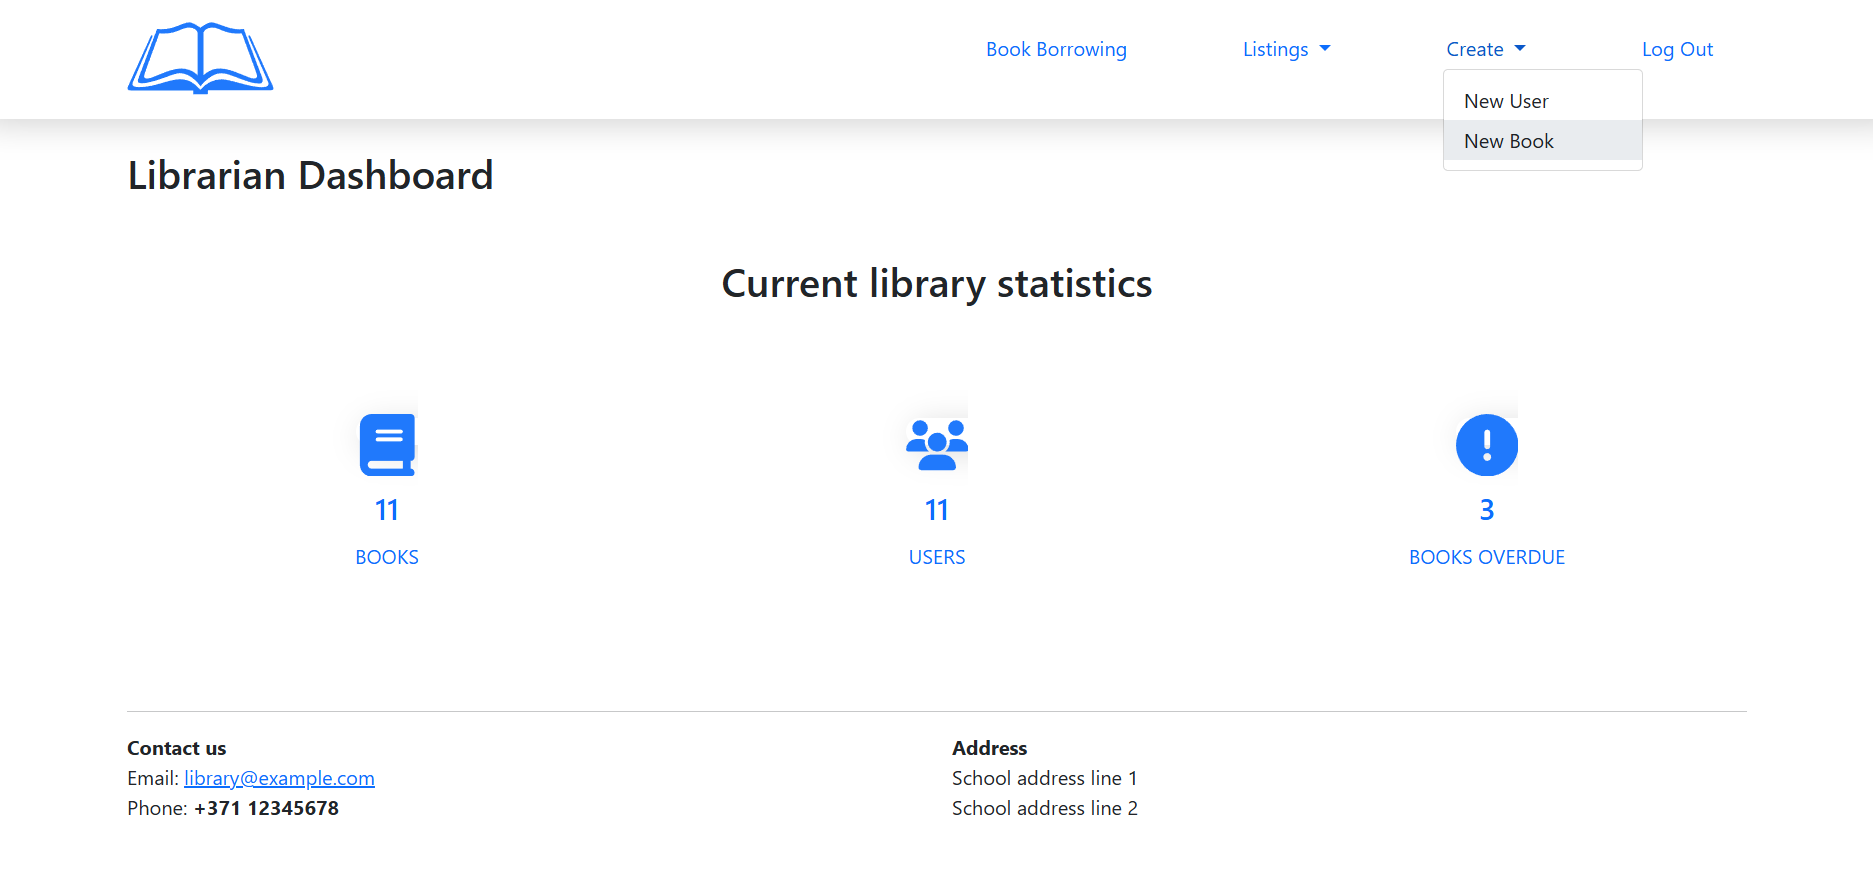 Book Borrowing
Listings
Create
Log Out
New User
New Book
Librarian Dashboard
Current library statistics
11
BOOKS
11
USERS
3
BOOKS OVERDUE
Contact us
Email: library@example.com
Phone: +371 12345678
Address
School address line 1
School address line 2